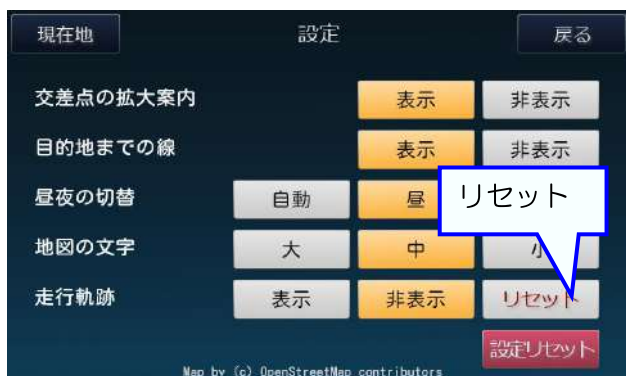 現在地 設定 戻る
交差点の拡大案内 表示 非表示
目的地までの線 表示 非表示
昼夜の切替 自動 昼
リセット
地図の文字 大 中 小
走行軌跡 表示 非表示 リセット
設定リセット
Map by (c) OpenStreetMap contributors